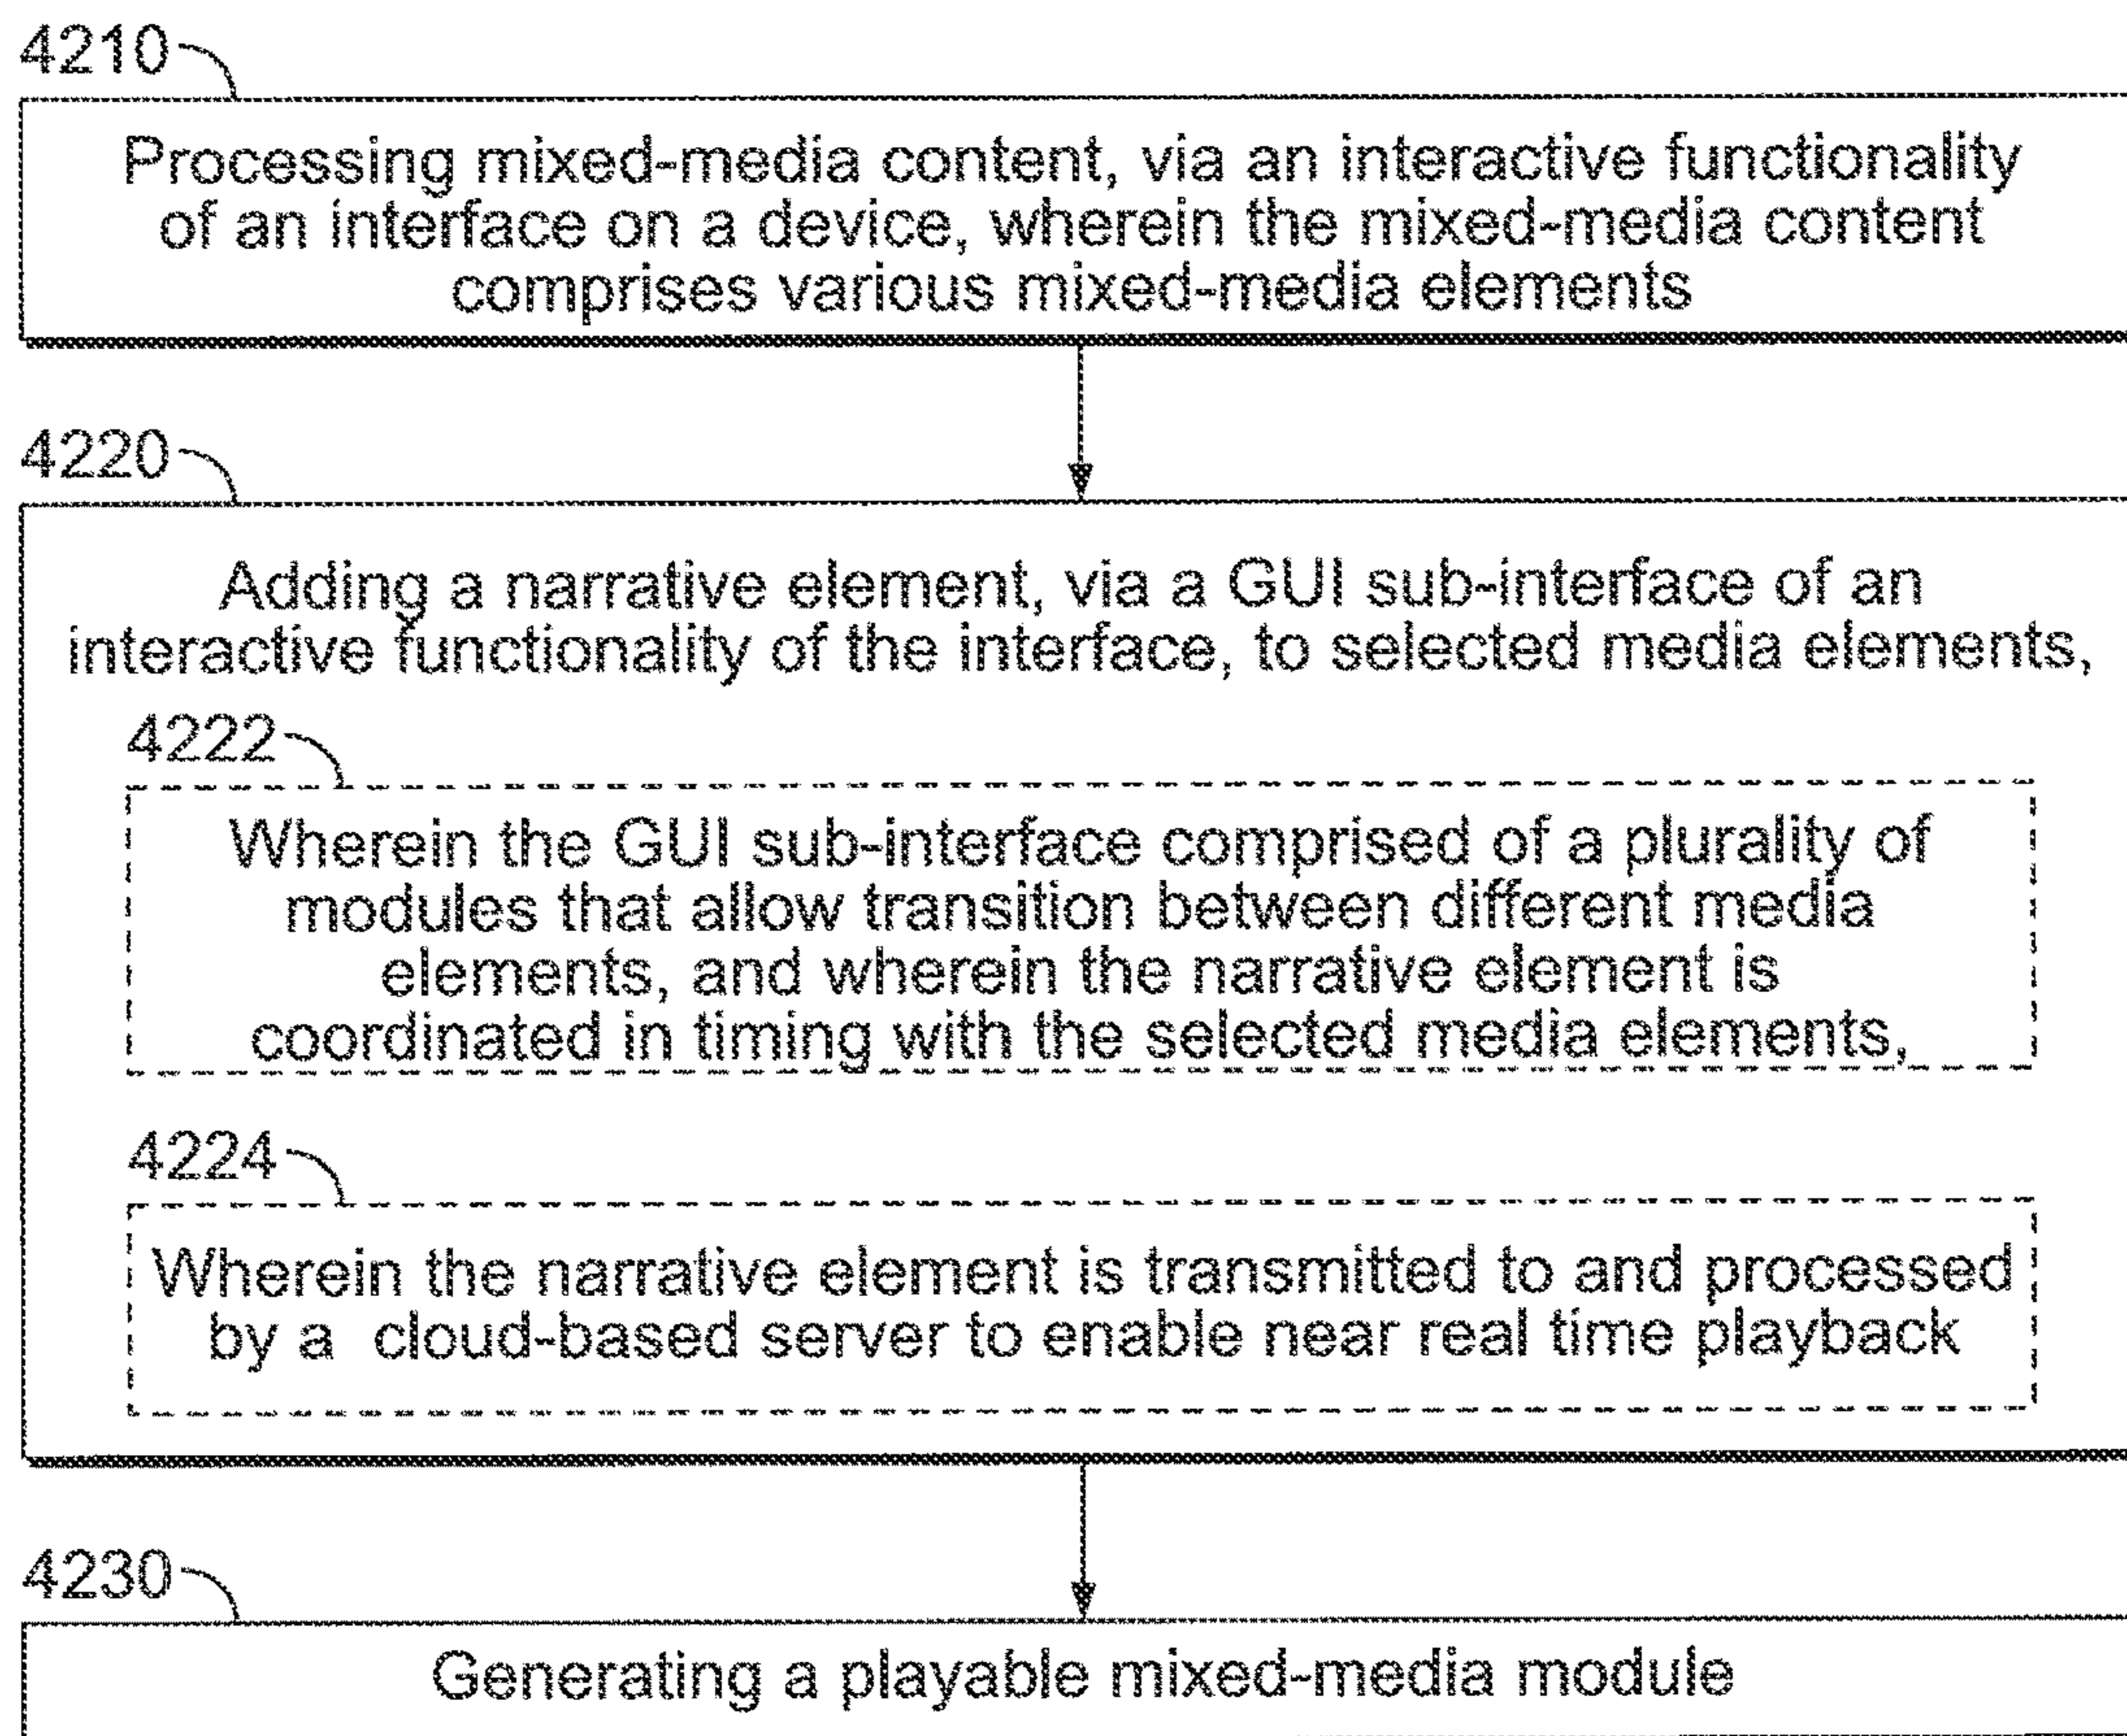 4210
Processing mixed-media content, via an interactive functionality
of an interface on a device, wherein the mixed-media content
comprises various mixed-media elements
4220
Adding a narrative element, via a GUI sub-interface of an
interactive functionality of the interface, to selected media elements,
4222
Wherein the GUI sub-interface comprised of a plurality of
modules that allow transition between different media
elements, and wherein the narrative element is
coordinated in timing with the selected media elements,
4224
Wherein the narrative element is transmitted to and processed
by a cloud-based server to enable near real time playback
4230
Generating a playable mixed-media module